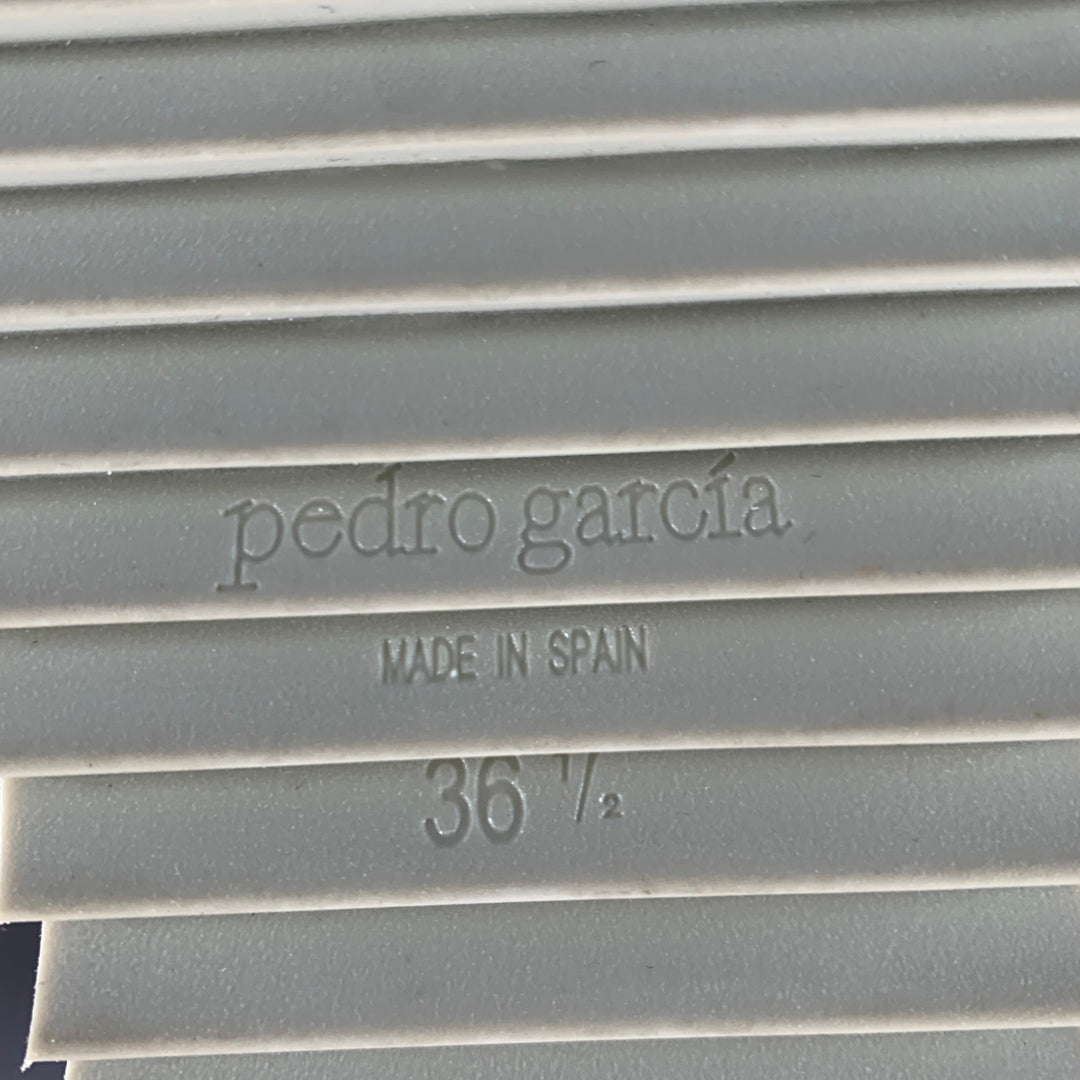 pedro garcía
MADE IN SPAIN
36 1/2